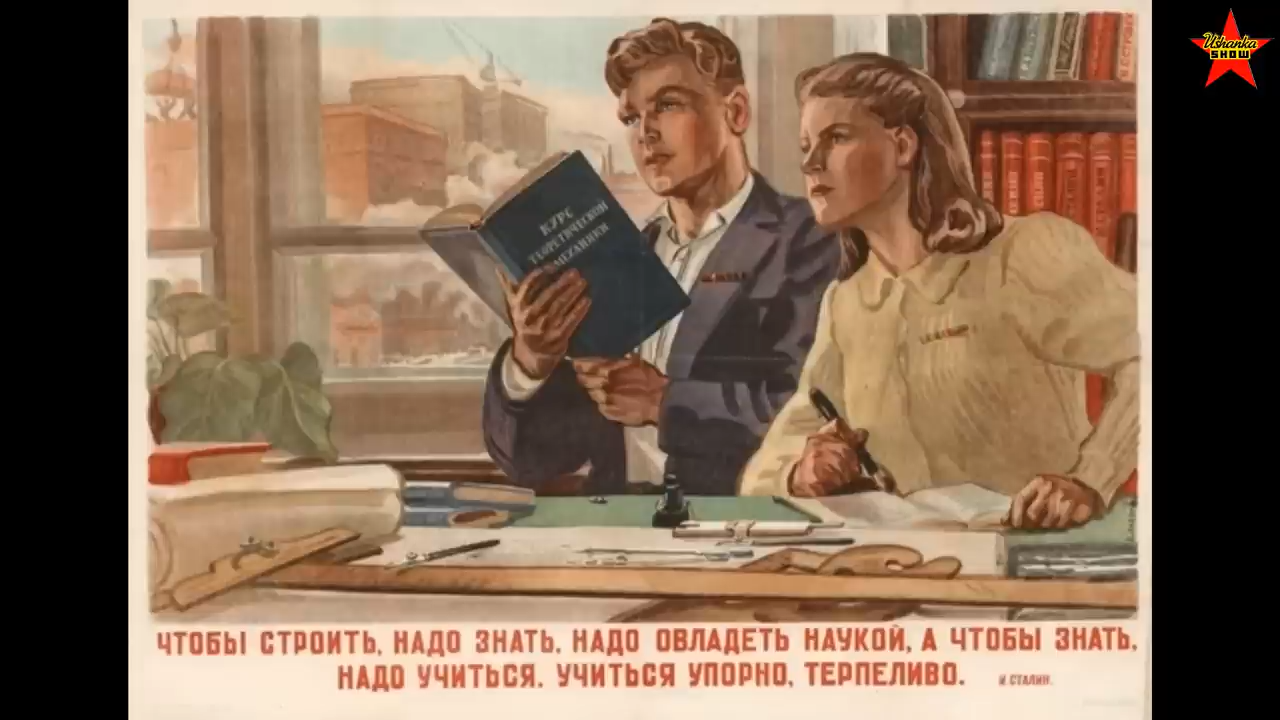 Ushanka
SHOW
КУРС
ТЕОРЕТИЧЕСКОЙ
МЕХАНИКИ
ЧТОБЫ СТРОИТЬ, НАДО ЗНАТЬ, НАДО ОВЛАДЕТЬ НАУКОЙ, А ЧТОБЫ ЗНАТЬ,
НАДО УЧИТЬСЯ. УЧИТЬСЯ УПОРНО, ТЕРПЕЛИВО.
И. СТАЛИН.